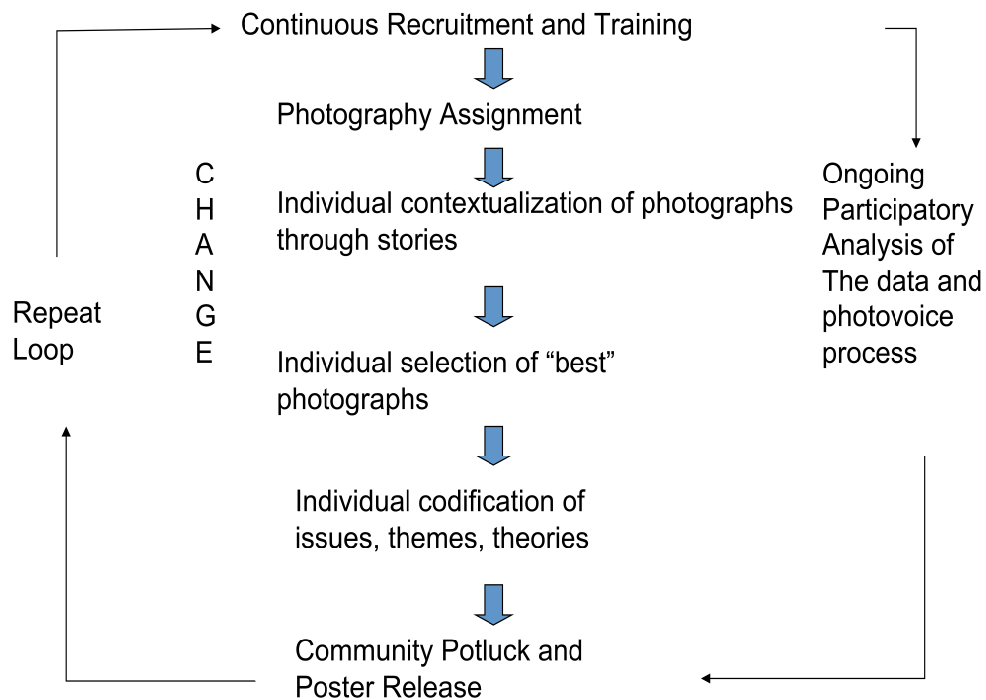 Continuous Recruitment and Training
Photography Assignment
Individual contextualization of photographs
through stories
Individual selection of “best”
photographs
Individual codification of
issues, themes, theories
Community Potluck and
Poster Release
C
H
A
N
G
E
Repeat
Loop
Ongoing
Participatory
Analysis of
The data and
photovoice
process